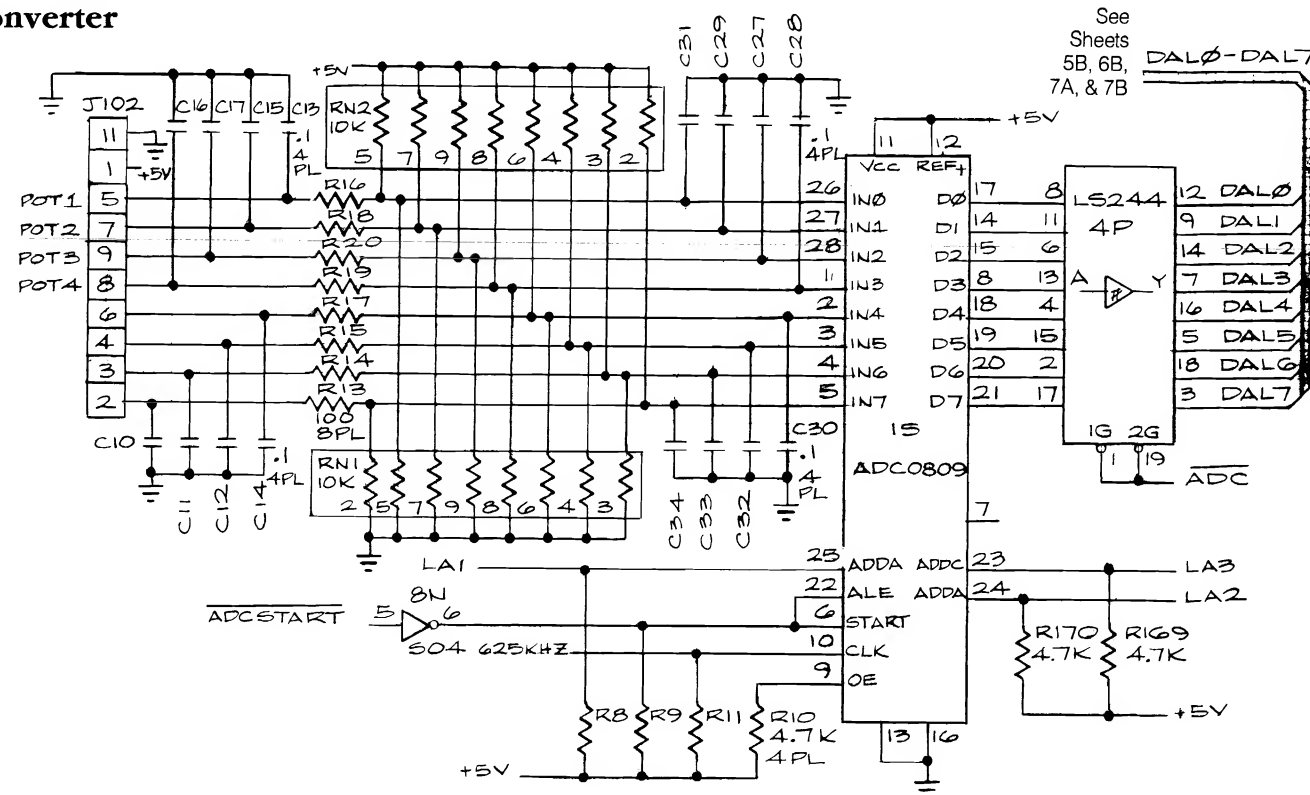 onverter
See
Sheets
5B, 6B,
7A, & 7B
DALØ-DAL7
C31
C29
C27
C28
+5V
J102
C16
C17
C15
C13
.1
4
PL
RN2
10K
5 7 9 8 6 4 3 2
.1
4PL
+5V
11
1
+5V
POT1
5
POT2
7
POT3
9
POT4
8
6
4
3
2
R16
R18
R20
R19
R17
R15
R14
R13
100
8PL
11
12
VCC
REF+
26
INØ
DØ
17
8
27
IN1
D1
14
11
28
IN2
D2
15
6
1
IN3
D3
8
13
2
IN4
D4
18
4
3
IN5
D5
19
15
4
IN6
D6
20
2
5
IN7
D7
21
17
LS244
4P
A
Y
12
DALØ
9
DAL1
14
DAL2
7
DAL3
16
DAL4
5
DAL5
18
DAL6
3
DAL7
1G
2G
1
19
ADC
C10
C11
C12
C14
.1
4PL
RN1
10K
2 5 7 9 8 6 4 3
C34
C33
C32
C30
.1
4
PL
15
ADC0809
7
LA1
25
ADDA
ADDC
23
LA3
22
ALE
ADDA
24
LA2
ADCSTART
5
8N
6
SO4
6
START
625KHZ
10
CLK
9
OE
R8
R9
R11
R10
4.7K
4PL
+5V
13
16
R170
4.7K
R169
4.7K
+5V